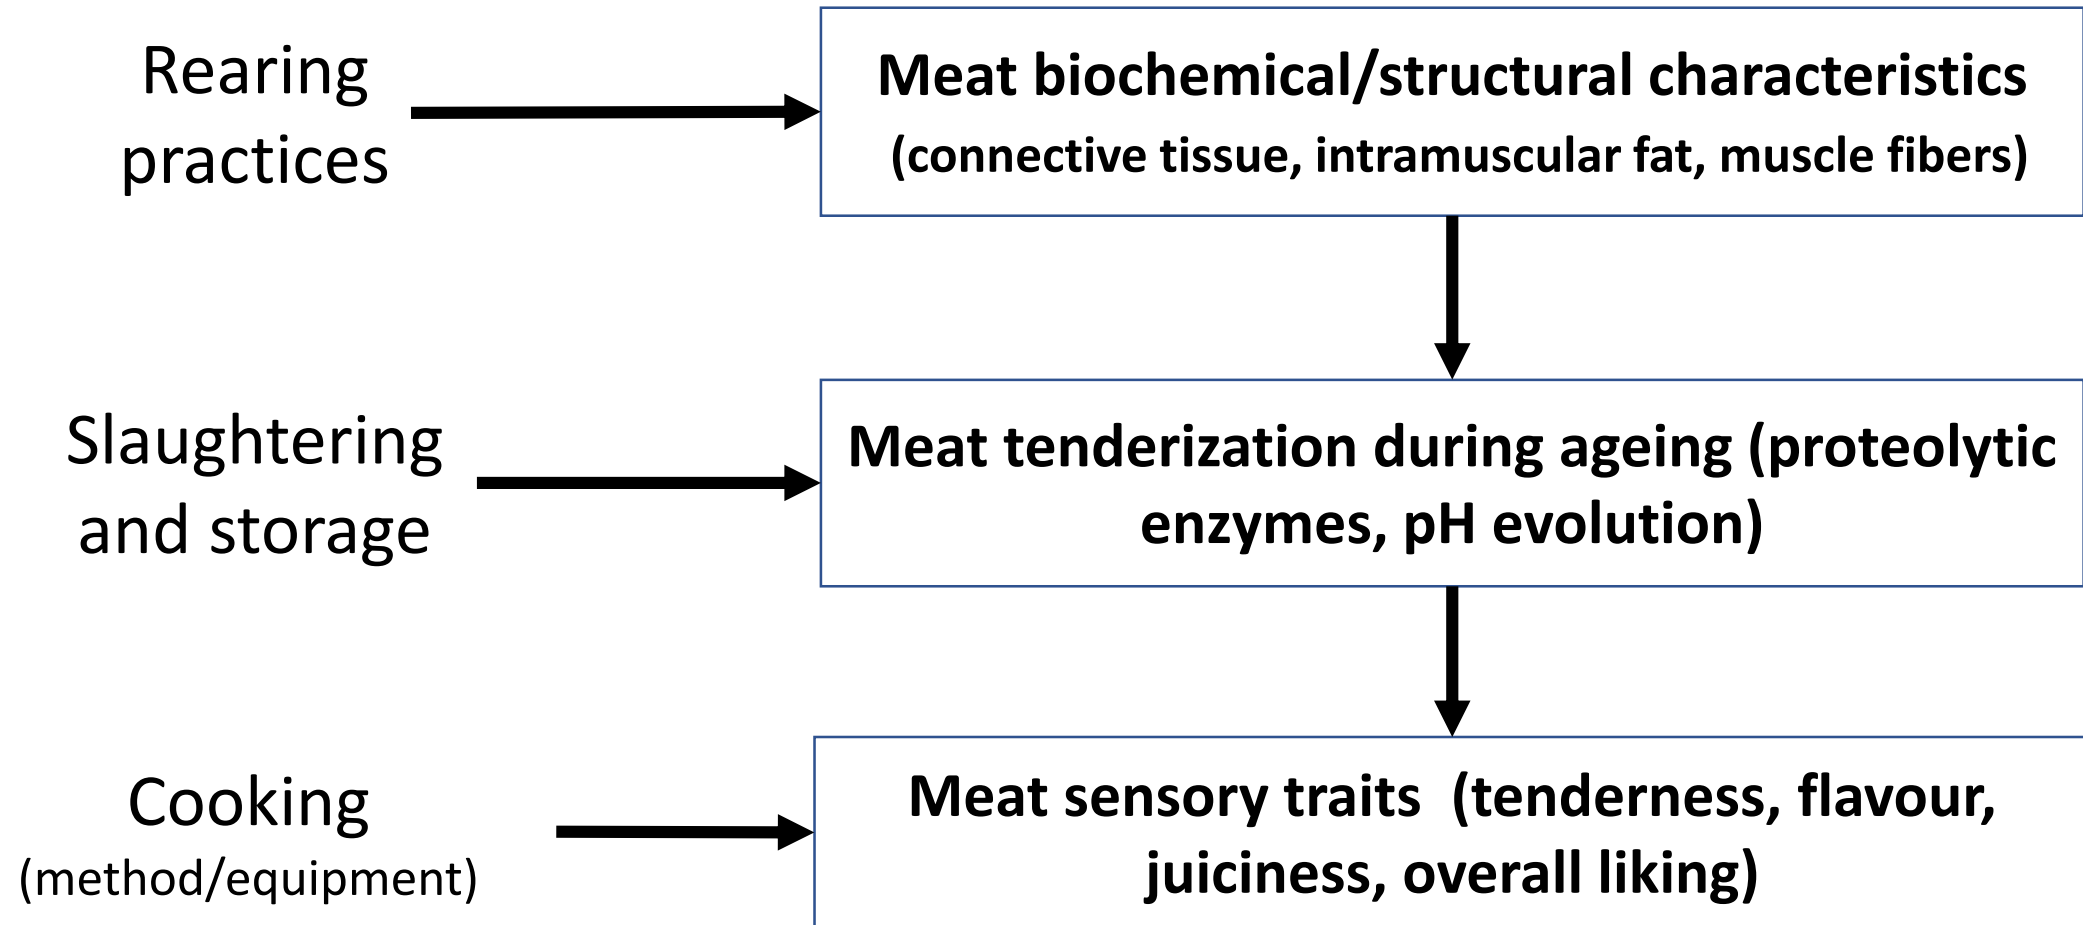 Rearing
practices
Meat biochemical/structural characteristics
(connective tissue, intramuscular fat, muscle fibers)
Slaughtering
and storage
Meat tenderization during ageing (proteolytic
enzymes, pH evolution)
Cooking
(method/equipment)
Meat sensory traits  (tenderness, flavour,
juiciness, overall liking)